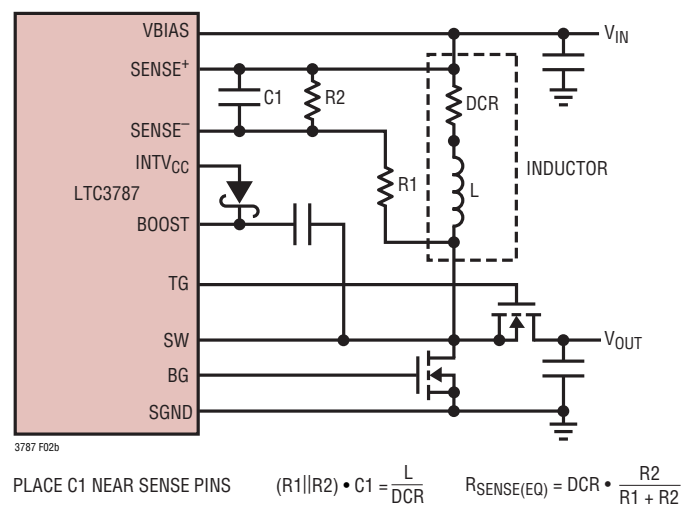 VBIAS
V_IN
SENSE⁺
C1
R2
DCR
SENSE⁻
INTV_CC
R1
L
INDUCTOR
LTC3787
BOOST
TG
SW
V_OUT
BG
SGND
3787 F02b
PLACE C1 NEAR SENSE PINS
(R1||R2) • C1 = L/DCR
R_SENSE(EQ) = DCR • R2/(R1 + R2)